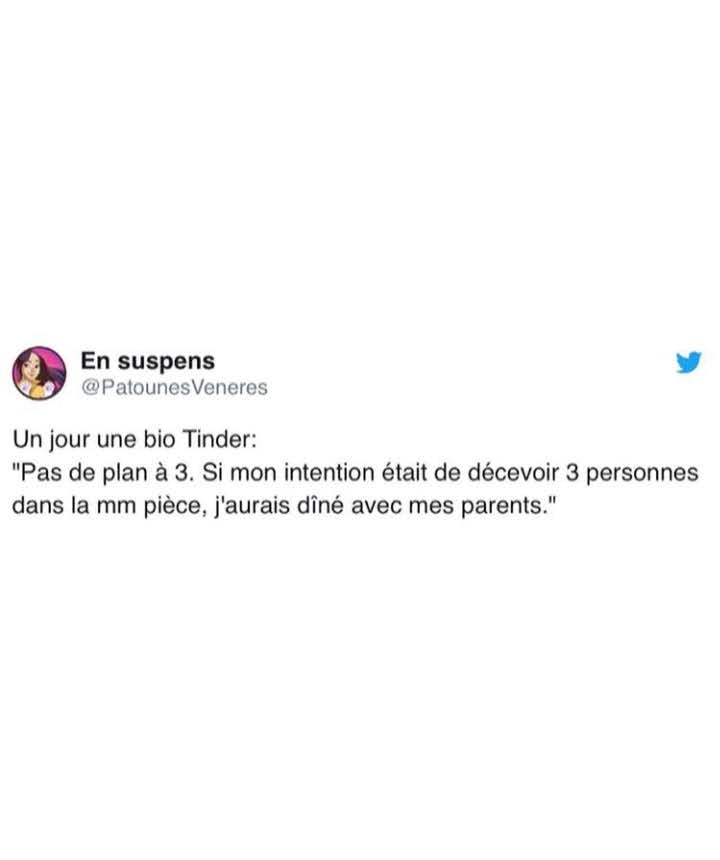 En suspens
@PatounesVeneres
Un jour une bio Tinder:
"Pas de plan à 3. Si mon intention était de décevoir 3 personnes
dans la mm pièce, j'aurais dîné avec mes parents."